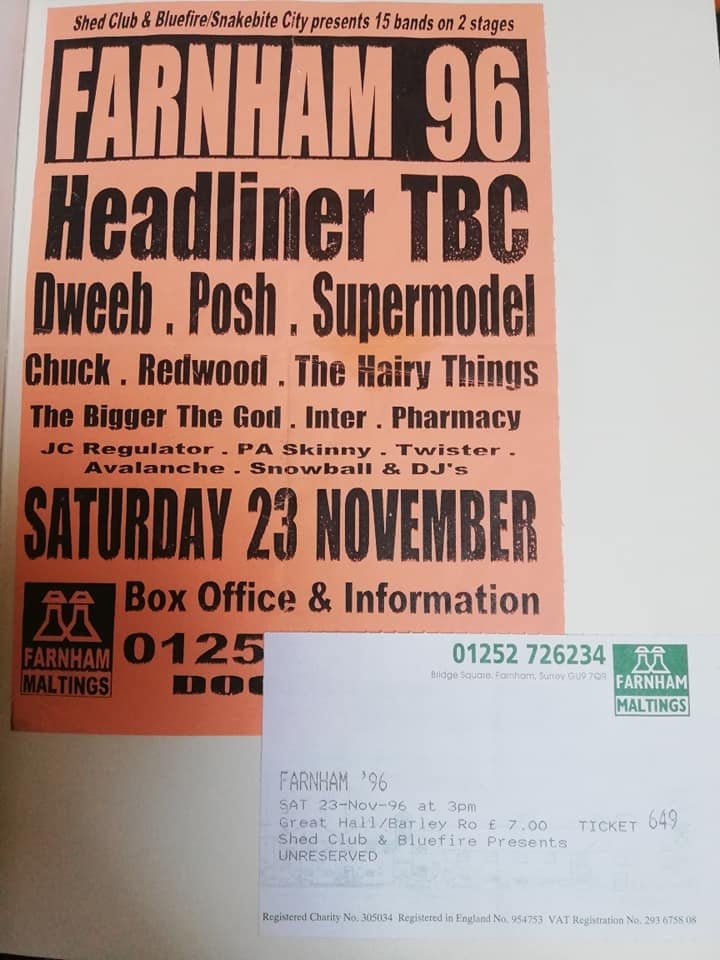 Shed Club & Bluefire/Snakebite City presents 15 bands on 2 stages
FARNHAM 96
Headliner TBC
Dweeb . Posh . Supermodel
Chuck . Redwood . The Hairy Things
The Bigger The God . Inter . Pharmacy
JC Regulator . PA Skinny . Twister .
Avalanche . Snowball & DJ's
SATURDAY 23 NOVEMBER
FARNHAM
MALTINGS
Box Office & Information
0125
01252 726234
Bridge Square, Farnham, Surrey GU9 7QR
FARNHAM
MALTINGS
FARNHAM '96
SAT 23-Nov-96 at 3pm
Great Hall/Barley Ro £ 7.00 TICKET 649
Shed Club & Bluefire Presents
UNRESERVED
Registered Charity No. 305034 Registered in England No. 954753 VAT Registration No. 293 6758 08